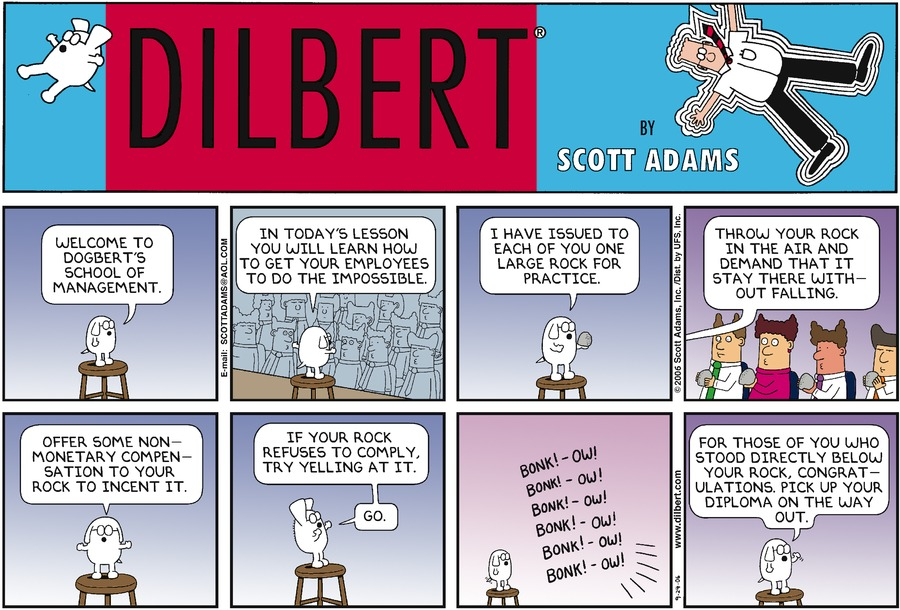 DILBERT®
BY
SCOTT ADAMS
WELCOME TO
DOGBERT'S
SCHOOL OF
MANAGEMENT.
E-mail: SCOTTADAMS@AOL.COM
IN TODAY'S LESSON
YOU WILL LEARN HOW
TO GET YOUR EMPLOYEES
TO DO THE IMPOSSIBLE.
I HAVE ISSUED TO
EACH OF YOU ONE
LARGE ROCK FOR
PRACTICE.
© 2006 Scott Adams, Inc./Dist. by UFS, Inc.
THROW YOUR ROCK
IN THE AIR AND
DEMAND THAT IT
STAY THERE WITH-
OUT FALLING.
OFFER SOME NON-
MONETARY COMPEN-
SATION TO YOUR
ROCK TO INCENT IT.
IF YOUR ROCK
REFUSES TO COMPLY,
TRY YELLING AT IT.
GO.
BONK! - OW!
BONK! - OW!
BONK! - OW!
BONK! - OW!
BONK! - OW!
BONK! - OW!
9-24-06 www.dilbert.com
FOR THOSE OF YOU WHO
STOOD DIRECTLY BELOW
YOUR ROCK, CONGRAT-
ULATIONS. PICK UP YOUR
DIPLOMA ON THE WAY
OUT.